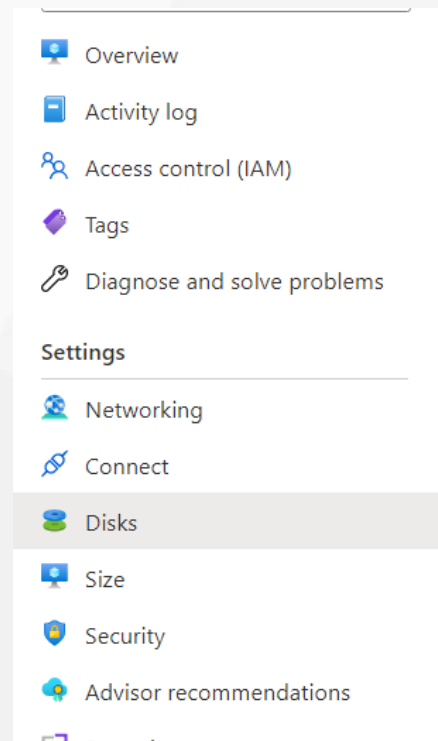 Overview
Activity log
Access control (IAM)
Tags
Diagnose and solve problems
Settings
Networking
Connect
Disks
Size
Security
Advisor recommendations